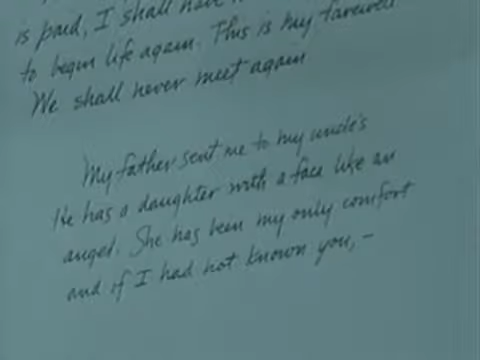 is paid, I shall have
to begin life again. This is my farewell
We shall never meet again
My father sent me to my uncle's
He has a daughter with a face like an
angel. She has been my only comfort
and if I had not known you, –